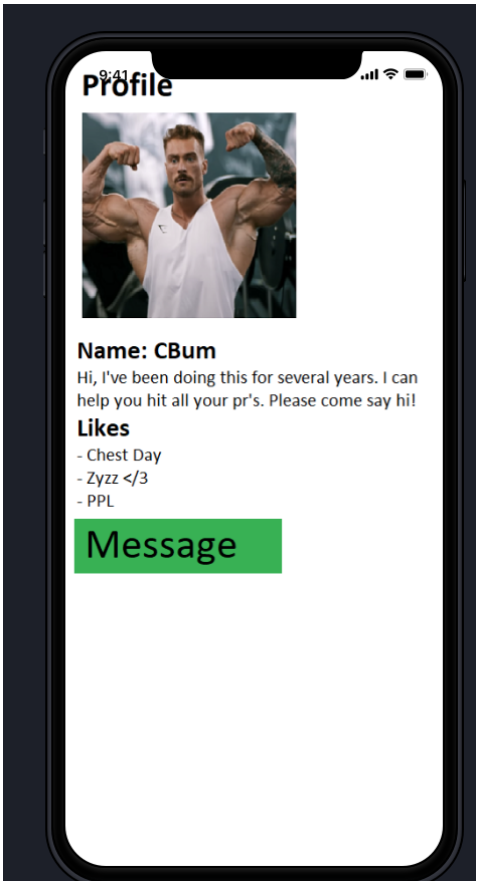 9:41
Profile
Name: CBum
Hi, I've been doing this for several years. I can
help you hit all your pr's. Please come say hi!
Likes
- Chest Day
- Zyzz </3
- PPL
Message